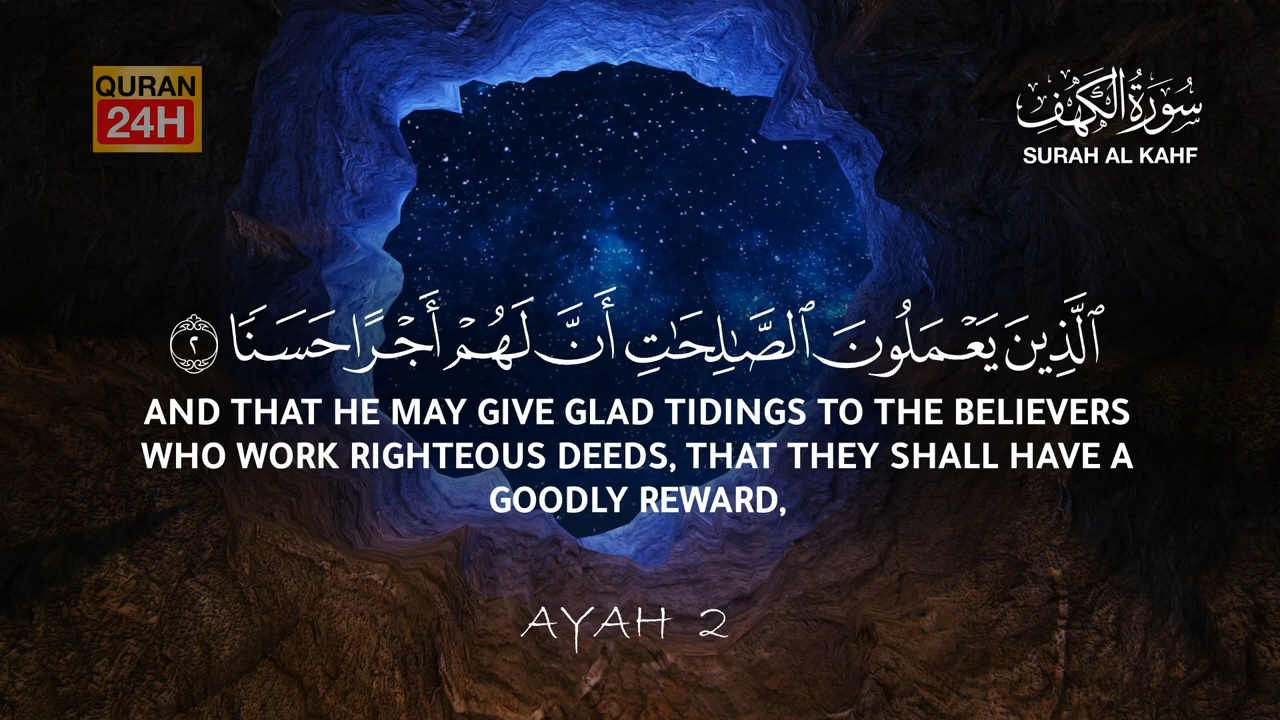 QURAN
24H
سُورَةُ الكَهْفِ
SURAH AL KAHF
ٱلَّذِينَ يَعْمَلُونَ ٱلصَّـٰلِحَـٰتِ أَنَّ لَهُمْ أَجْرًا حَسَنًا ٢
AND THAT HE MAY GIVE GLAD TIDINGS TO THE BELIEVERS
WHO WORK RIGHTEOUS DEEDS, THAT THEY SHALL HAVE A
GOODLY REWARD,
AYAH 2